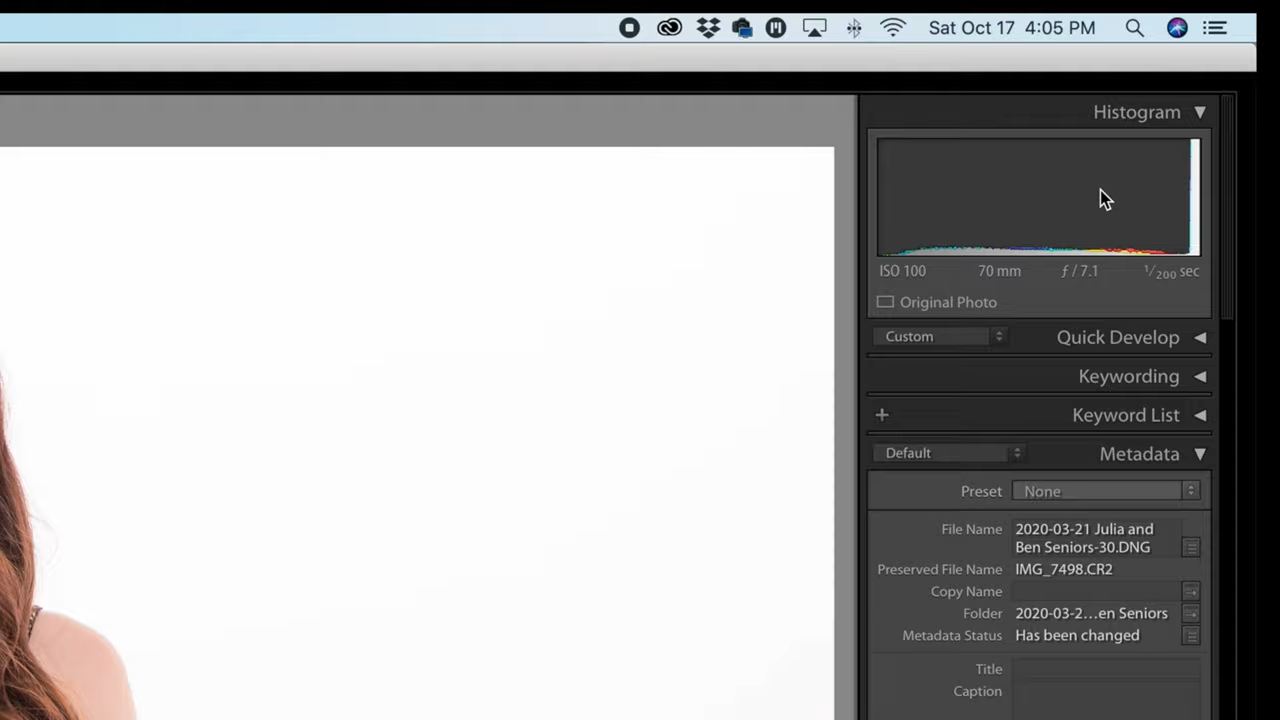 Sat Oct 17 4:05 PM
Histogram
ISO 100 70 mm ƒ / 7.1 1/200 sec
Original Photo
Custom Quick Develop
Keywording
+ Keyword List
Default Metadata
Preset None
File Name 2020-03-21 Julia and
Ben Seniors-30.DNG
Preserved File Name IMG_7498.CR2
Copy Name
Folder 2020-03-2...en Seniors
Metadata Status Has been changed
Title
Caption